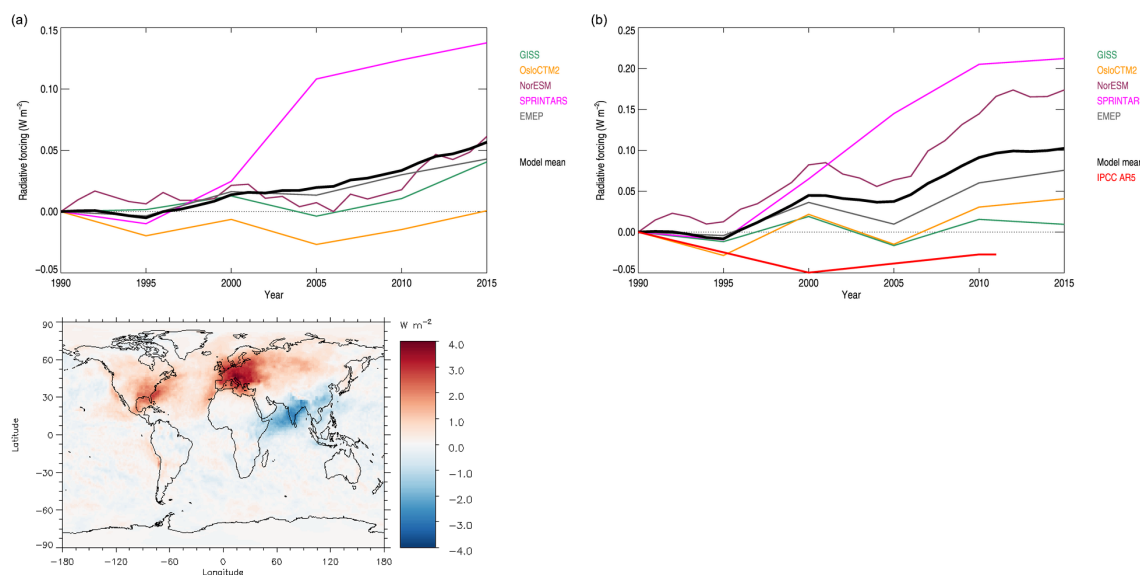 (a)
0.15
0.10
0.05
0.00
−0.05
Radiative forcing (W m⁻²)
1990 1995 2000 2005 2010 2015
Year
GISS
OsloCTM2
NorESM
SPRINTARS
EMEP
Model mean
(b)
0.25
0.20
0.15
0.10
0.05
0.00
−0.05
Radiative forcing (W m⁻²)
1990 1995 2000 2005 2010 2015
Year
GISS
OsloCTM2
NorESM
SPRINTAR
EMEP
Model mean
IPCC AR5
90
60
30
0
−30
−60
−90
Latitude
−180 −120 −60 0 60 120 180
Longitude
W m⁻²
4.0
3.0
2.0
1.0
0.0
−1.0
−2.0
−3.0
−4.0